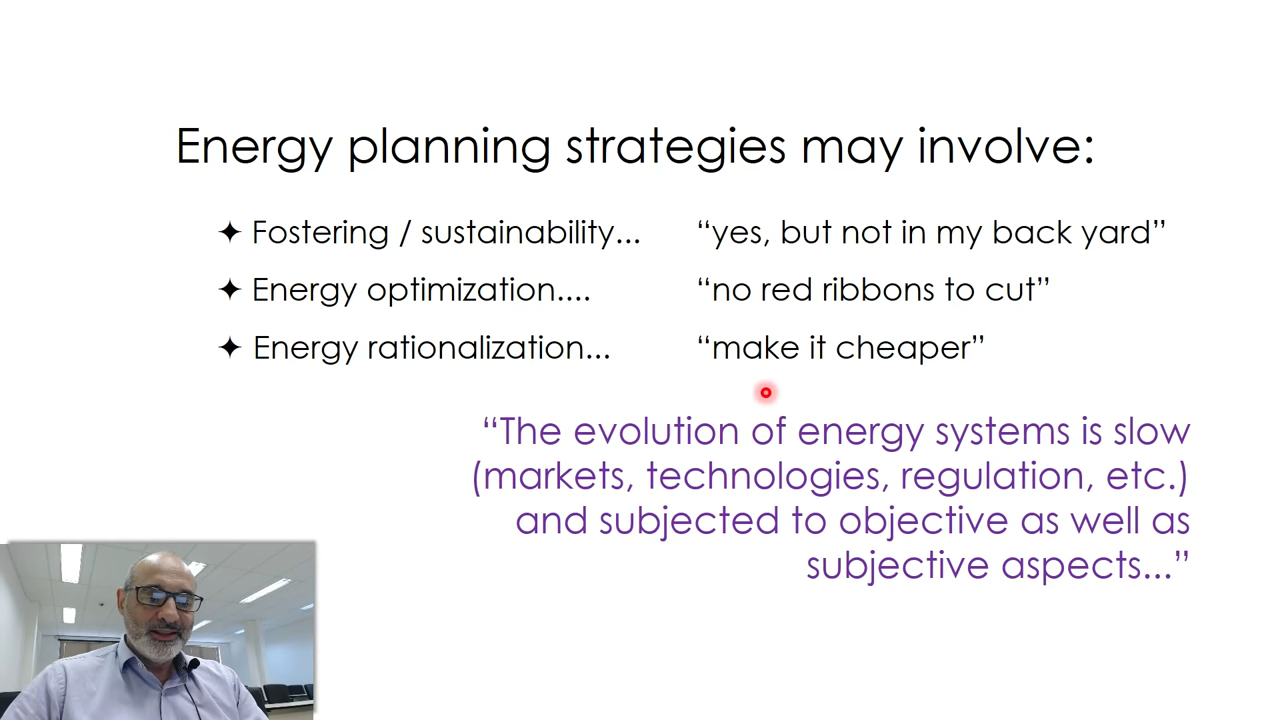 Energy planning strategies may involve:
✦ Fostering / sustainability... “yes, but not in my back yard”
✦ Energy optimization.... “no red ribbons to cut”
✦ Energy rationalization... “make it cheaper”
“The evolution of energy systems is slow
(markets, technologies, regulation, etc.)
and subjected to objective as well as
subjective aspects...”